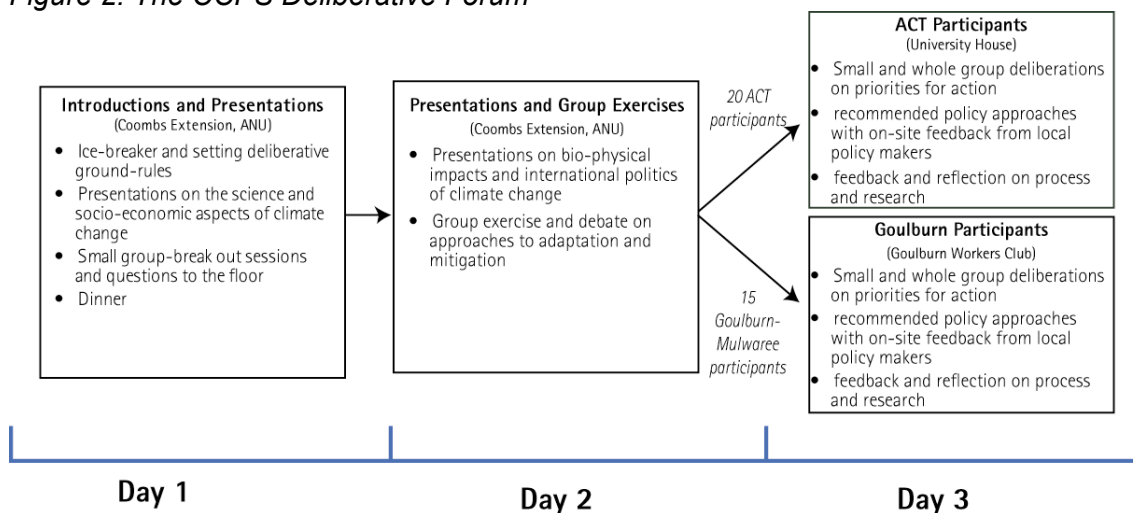 Figure 2: The CCPS Deliberative Forum
Introductions and Presentations
(Coombs Extension, ANU)
• Ice-breaker and setting deliberative
ground-rules
• Presentations on the science and
socio-economic aspects of climate
change
• Small group-break out sessions
and questions to the floor
• Dinner
Presentations and Group Exercises
(Coombs Extension, ANU)
• Presentations on bio-physical
impacts and international politics
of climate change
• Group exercise and debate on
approaches to adaptation and
mitigation
20 ACT
participants
15
Goulburn-
Mulwaree
participants
ACT Participants
(University House)
• Small and whole group deliberations
on priorities for action
• recommended policy approaches
with on-site feedback from local
policy makers
• feedback and reflection on process
and research
Goulburn Participants
(Goulburn Workers Club)
• Small and whole group deliberations
on priorities for action
• recommended policy approaches
with on-site feedback from local
policy makers
• feedback and reflection on process
and research
Day 1
Day 2
Day 3